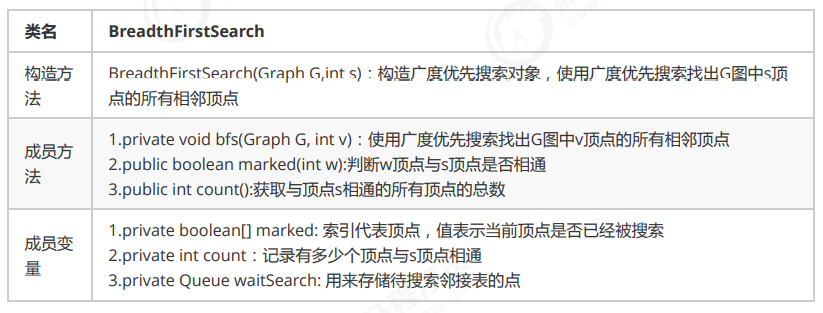 类名 BreadthFirstSearch
构造方法 BreadthFirstSearch(Graph G,int s)：构造广度优先搜索对象，使用广度优先搜索找出G图中s顶点的所有相邻顶点
成员方法 1.private void bfs(Graph G, int v)：使用广度优先搜索找出G图中v顶点的所有相邻顶点
2.public boolean marked(int w):判断w顶点与s顶点是否相通
3.public int count():获取与顶点s相通的所有顶点的总数
成员变量 1.private boolean[] marked: 索引代表顶点，值表示当前顶点是否已经被搜索
2.private int count：记录有多少个顶点与s顶点相通
3.private Queue waitSearch: 用来存储待搜索邻接表的点